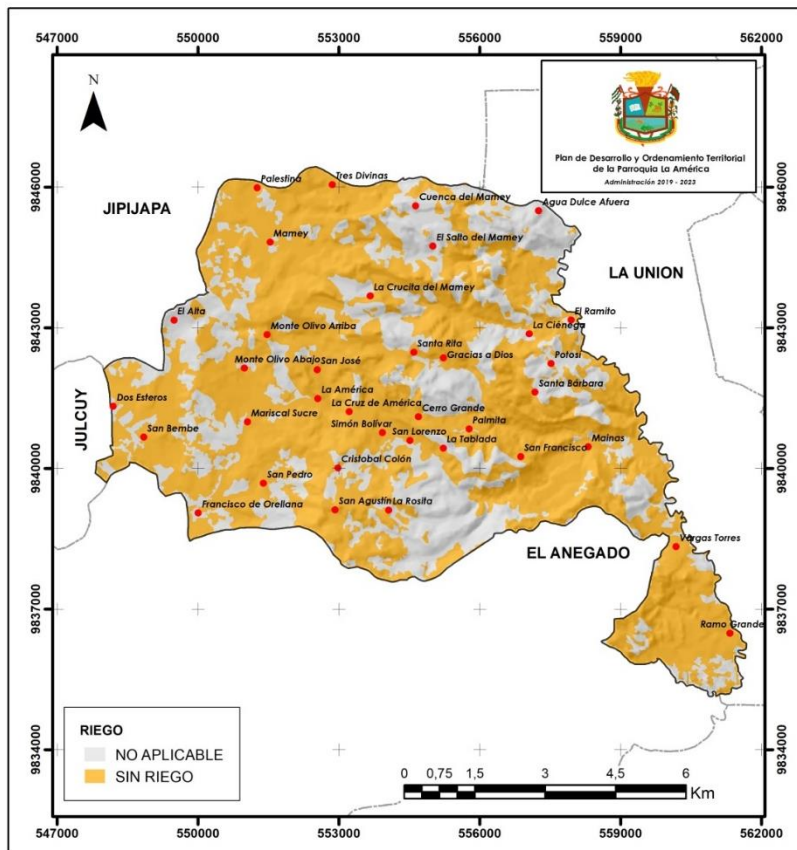 547000 550000 553000 556000 559000 562000
N
Plan de Desarrollo y Ordenamiento Territorial
de la Parroquia La América
Administración 2019 - 2023
9846000 9846000
Palestina
Tres Divinas
Cuenca del Mamey
Agua Dulce Afuera
JIPIJAPA
Mamey
El Salto del Mamey
LA UNION
La Crucita del Mamey
9843000 9843000
El Alta
El Ramito
La Ciénega
Monte Olivo Arriba
Santa Rita
Gracias a Dios
Potosí
Monte Olivo Abajo
San José
Santa Bárbara
Dos Esteros
La América
JULCUY
La Cruz de América
Cerro Grande
Mariscal Sucre
Simón Bolívar
San Lorenzo
Palmita
San Bembe
La Tablada
San Francisco
Malnas
9840000 9840000
Cristobal Colón
San Pedro
Francisco de Orellana
San Agustín
La Rosita
EL ANEGADO
Vargas Torres
9837000 9837000
Ramo Grande
RIEGO
NO APLICABLE
SIN RIEGO
9834000 9834000
0 0,75 1,5 3 4,5 6
Km
547000 550000 553000 556000 559000 562000